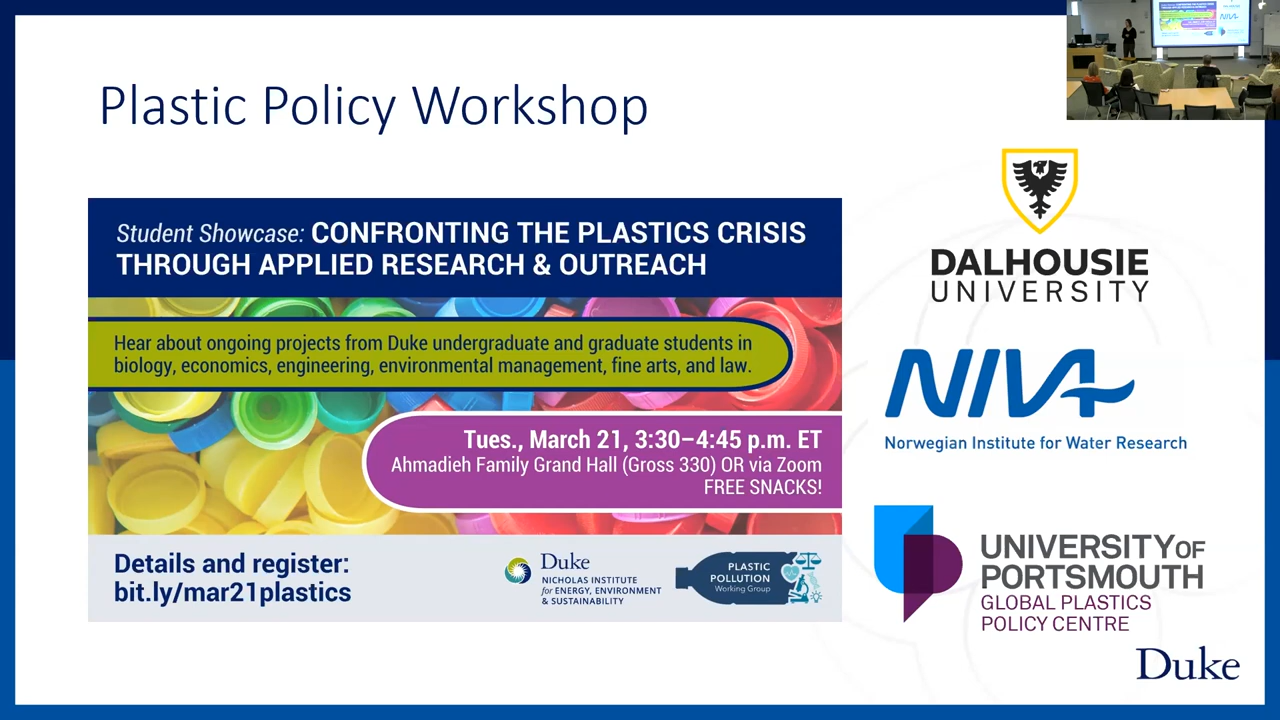 Plastic Policy Workshop
Student Showcase: CONFRONTING THE PLASTICS CRISIS
THROUGH APPLIED RESEARCH & OUTREACH
Hear about ongoing projects from Duke undergraduate and graduate students in
biology, economics, engineering, environmental management, fine arts, and law.
Tues., March 21, 3:30–4:45 p.m. ET
Ahmadieh Family Grand Hall (Gross 330) OR via Zoom
FREE SNACKS!
Details and register:
bit.ly/mar21plastics
Duke
NICHOLAS INSTITUTE
for ENERGY, ENVIRONMENT
& SUSTAINABILITY
PLASTIC
POLLUTION
Working Group
DALHOUSIE
UNIVERSITY
NIVA
Norwegian Institute for Water Research
UNIVERSITY OF
PORTSMOUTH
GLOBAL PLASTICS
POLICY CENTRE
Duke